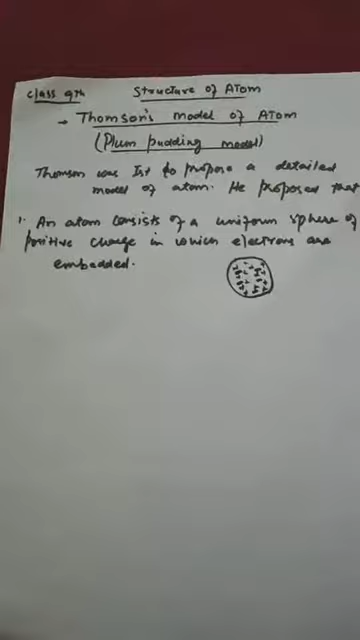 Class 9th
Structure of Atom
→ Thomson's model of Atom
(Plum pudding model)
Thomson was Ist to propose a detailed
model of atom. He proposed that
1. An atom consists of a uniform sphere of
positive charge in which electrons are
embedded.